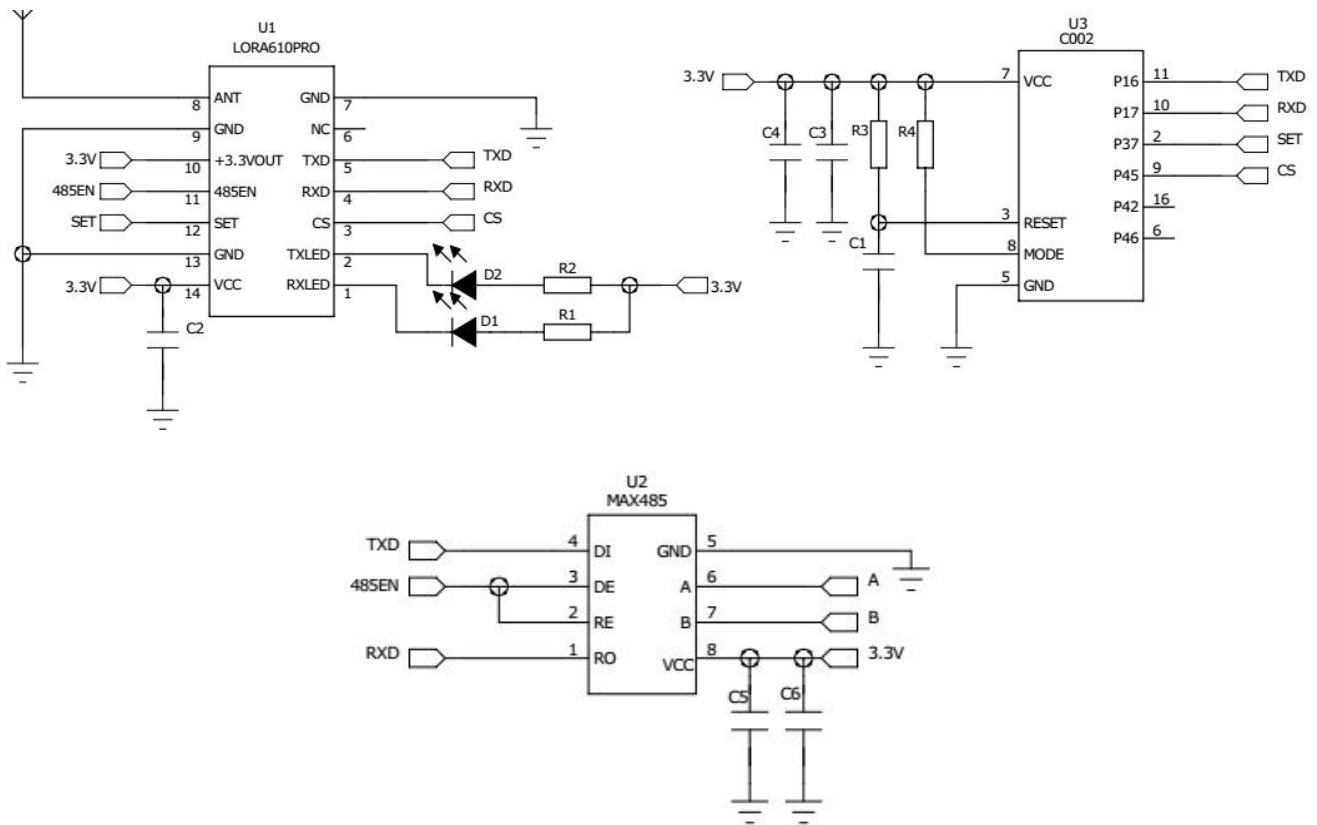 U1
LORA610PRO
8 ANT GND 7
9 GND NC 6
3.3V 10 +3.3VOUT TXD 5 TXD
485EN 11 485EN RXD 4 RXD
SET 12 SET CS 3 CS
13 GND TXLED 2 D2 R2
3.3V 14 VCC RXLED 1 3.3V
C2 D1 R1
U3
C002
3.3V 7 VCC P16 11 TXD
P17 10 RXD
C4 C3 R3 R4 P37 2 SET
P45 9 CS
P42 16
3 RESET P46 6
C1 8 MODE
5 GND
U2
MAX485
TXD 4 DI GND 5
485EN 3 DE A 6 A
2 RE B 7 B
RXD 1 RO VCC 8 3.3V
C5 C6